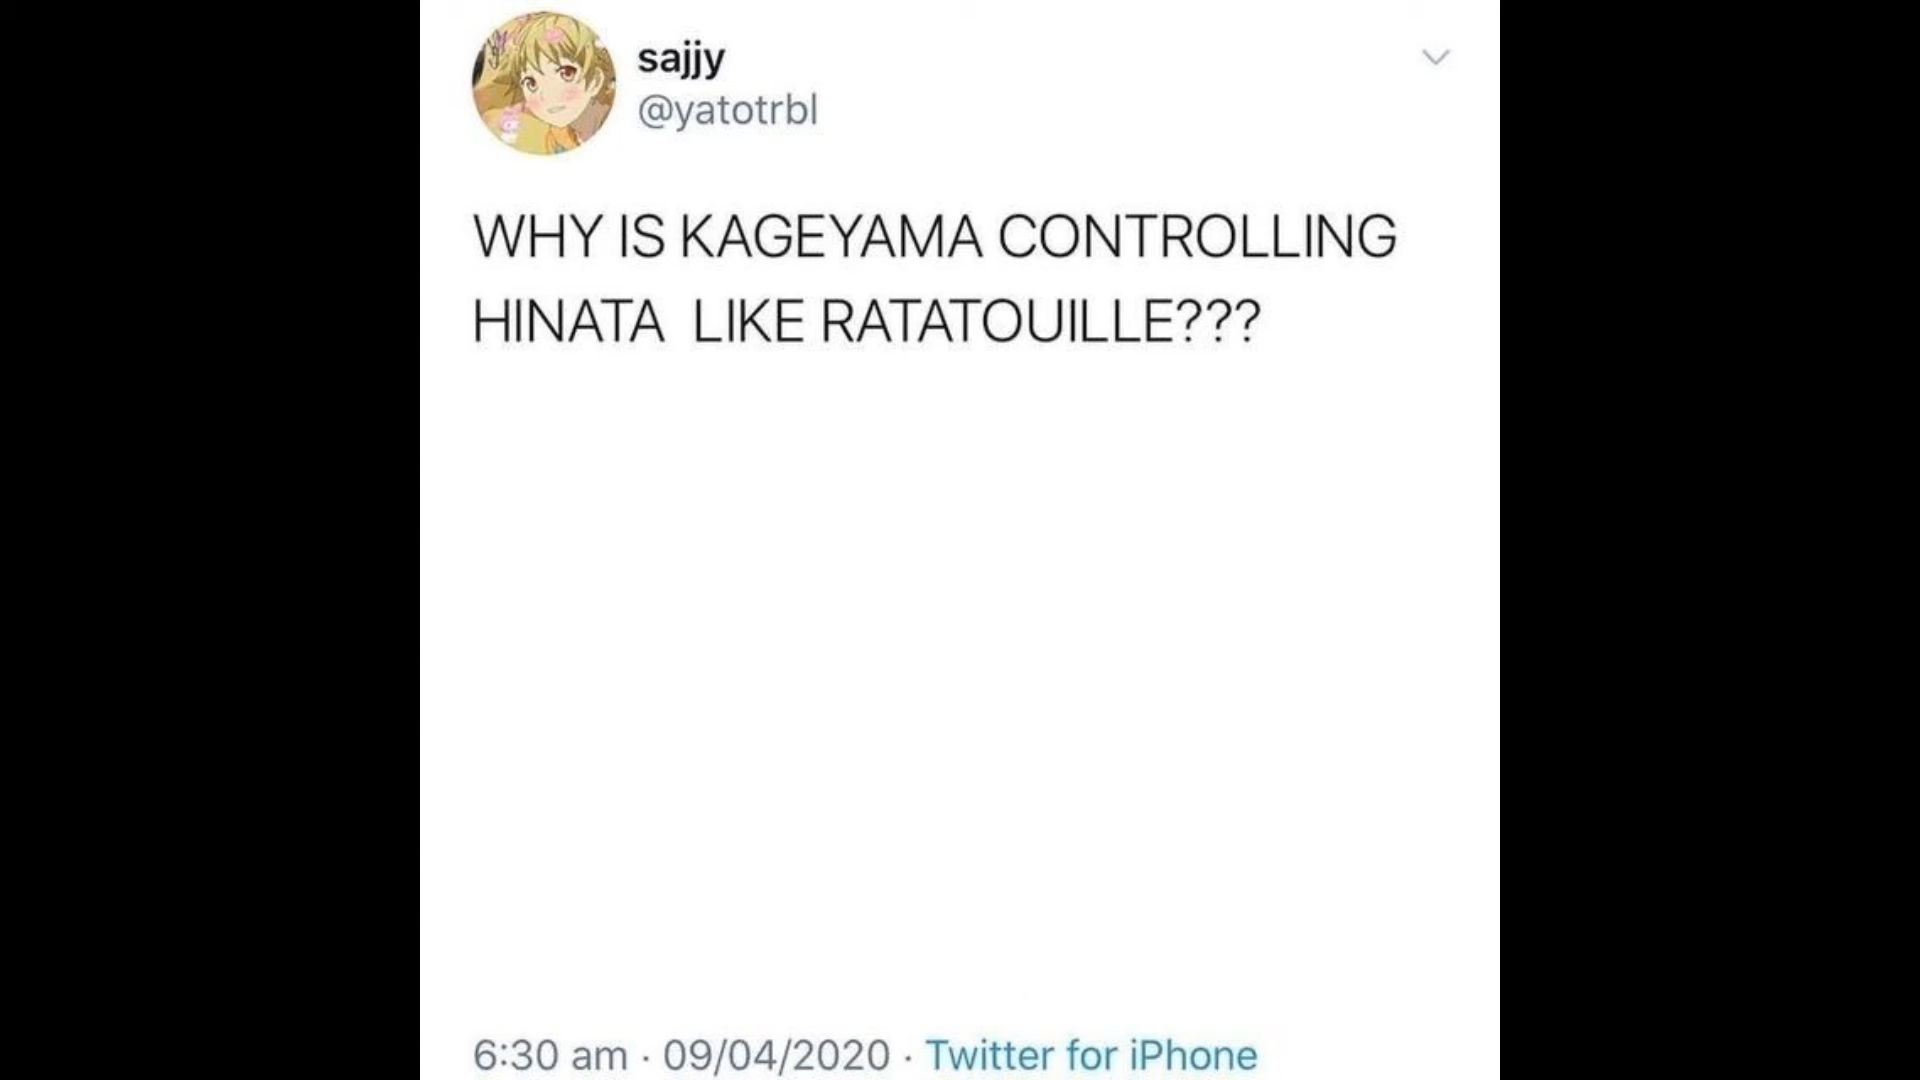 sajjy
@yatotrbl
WHY IS KAGEYAMA CONTROLLING
HINATA  LIKE RATATOUILLE???
6:30 am · 09/04/2020 · Twitter for iPhone